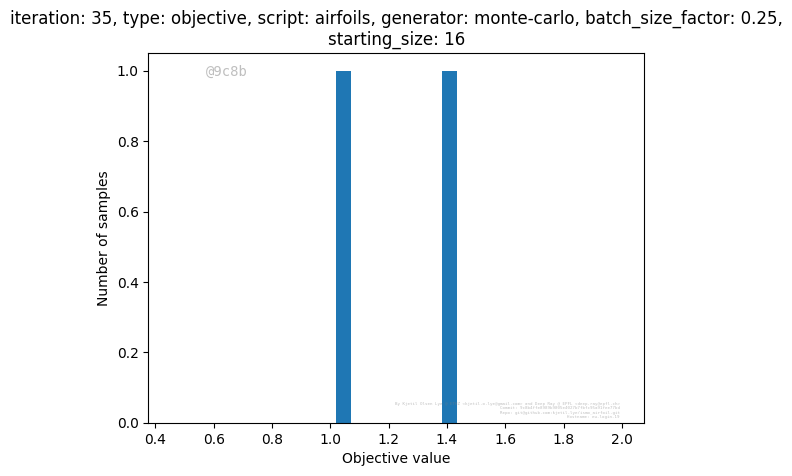 iteration: 35, type: objective, script: airfoils, generator: monte-carlo, batch_size_factor: 0.25,
starting_size: 16
@9c8b
1.0
0.8
0.6
0.4
0.2
0.0
Number of samples
0.4 0.6 0.8 1.0 1.2 1.4 1.6 1.8 2.0
Objective value